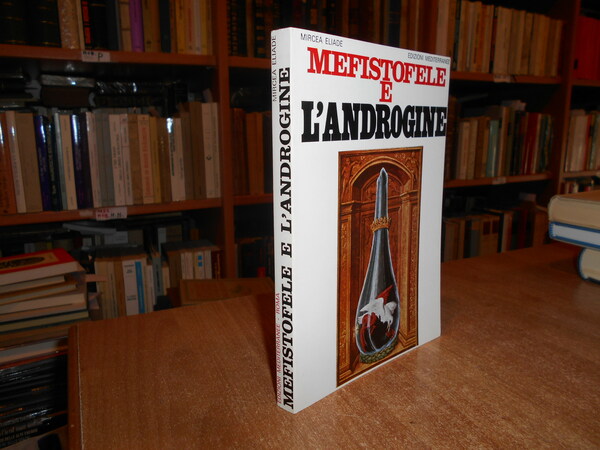 MIRCEA ELIADE
EDIZIONI MEDITERRANEE
MEFISTOFELE
E
L'ANDROGINE
MIRCEA ELIADE
MEFISTOFELE E L'ANDROGINE
EDIZIONI MEDITERRANEE - ROMA